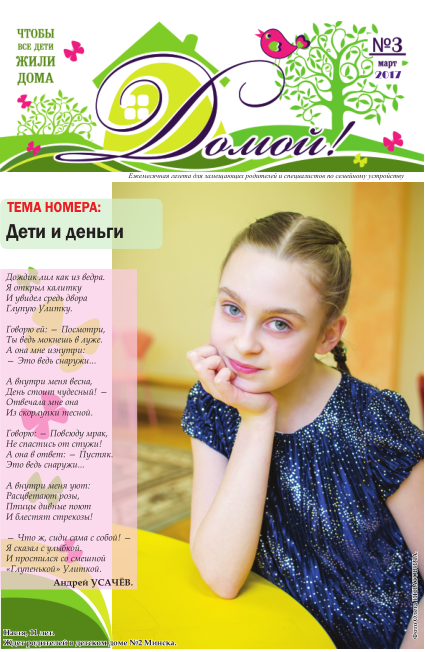 ЧТОБЫ
ВСЕ ДЕТИ
ЖИЛИ
ДОМА
Домой!
№3
март
2017
Ежемесячная газета для замещающих родителей и специалистов по семейному устройству
ТЕМА НОМЕРА:
Дети и деньги
Дождик лил как из ведра.
Я открыл калитку
И увидел средь двора
Глупую Улитку.
Говорю ей: — Посмотри,
Ты ведь мокнешь в луже.
А она мне изнутри:
— Это ведь снаружи...
А внутри меня весна,
День стоит чудесный! —
Отвечала мне она
Из скорлупки тесной.
Говорю: — Повсюду мрак,
Не спастись от стужи!
А она в ответ: — Пустяк.
Это ведь снаружи...
А внутри меня уют:
Расцветают розы,
Птицы дивные поют
И блестят стрекозы!
— Что ж, сиди сама с собой! —
Я сказал с улыбкой.
И простился со смешной
«Глупенькой» Улиткой.
Андрей УСАЧЁВ.
11 лет.
Ждет родителей в детском доме №2 Минска.